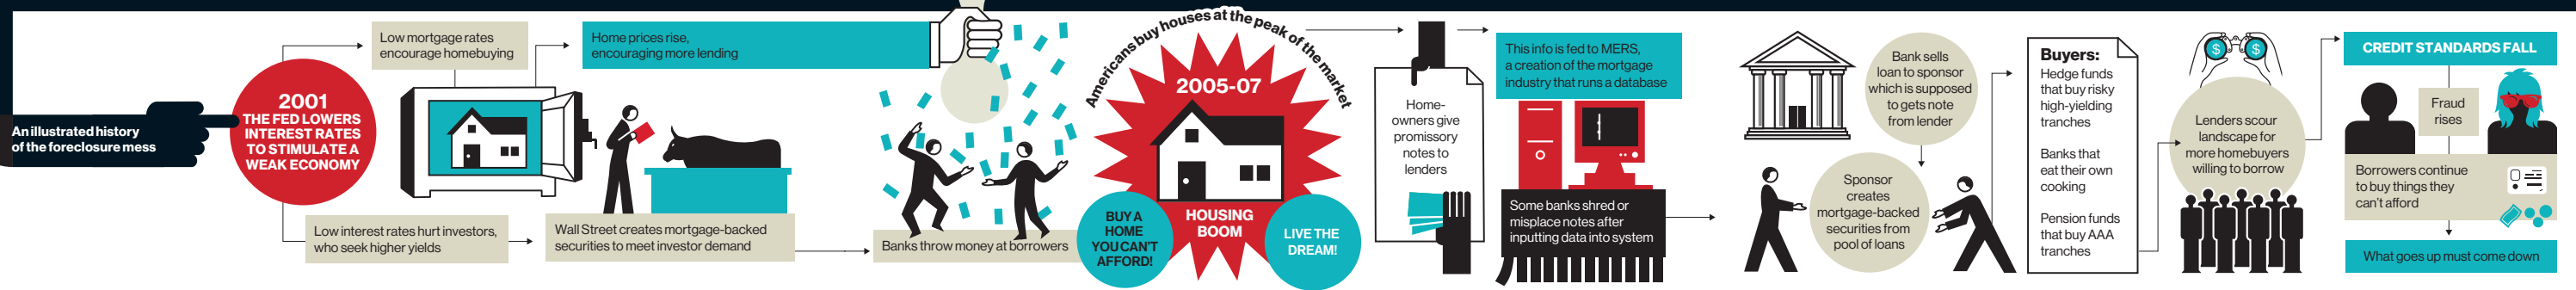 An illustrated history
of the foreclosure mess
2001
THE FED LOWERS
INTEREST RATES
TO STIMULATE A
WEAK ECONOMY
Low mortgage rates
encourage homebuying
Home prices rise,
encouraging more lending
Low interest rates hurt investors,
who seek higher yields
Wall Street creates mortgage-backed
securities to meet investor demand
Banks throw money at borrowers
Americans buy houses at the peak of the market
2005-07
HOUSING
BOOM
BUY A
HOME
YOU CAN'T
AFFORD!
LIVE THE
DREAM!
Home-
owners give
promissory
notes to
lenders
This info is fed to MERS,
a creation of the mortgage
industry that runs a database
Some banks shred or
misplace notes after
inputting data into system
Bank sells
loan to sponsor
which is supposed
to gets note
from lender
Sponsor
creates
mortgage-backed
securities from
pool of loans
Buyers:
Hedge funds
that buy risky
high-yielding
tranches
Banks that
eat their own
cooking
Pension funds
that buy AAA
tranches
$ $
Lenders scour
landscape for
more homebuyers
willing to borrow
CREDIT STANDARDS FALL
Fraud
rises
Borrowers continue
to buy things they
can't afford
What goes up must come down